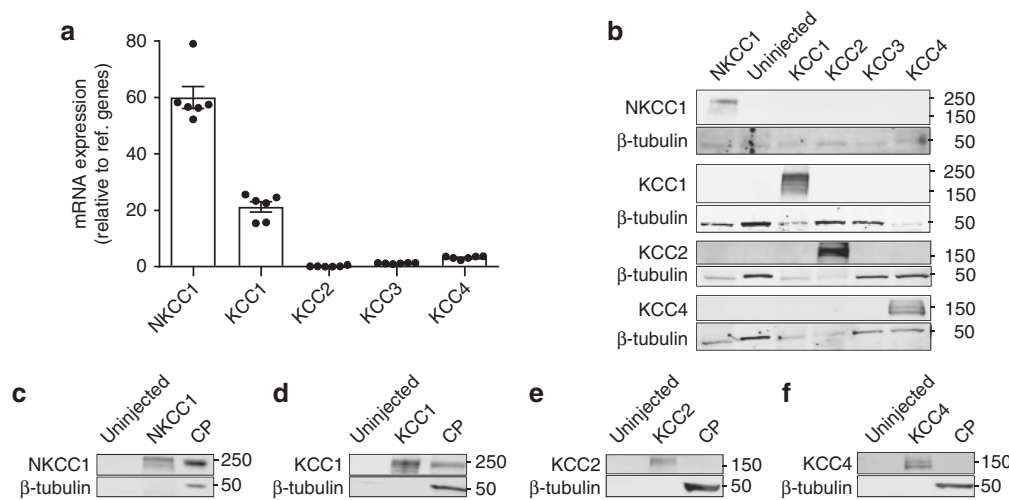 a
mRNA expression
(relative to ref. genes)
80
60
40
20
0
NKCC1
KCC1
KCC2
KCC3
KCC4
b
NKCC1
Uninjected
KCC1
KCC2
KCC3
KCC4
NKCC1
250
150
β-tubulin
50
KCC1
250
150
β-tubulin
50
KCC2
150
β-tubulin
50
KCC4
150
β-tubulin
50
c
Uninjected
NKCC1
CP
NKCC1
250
β-tubulin
50
d
Uninjected
KCC1
CP
KCC1
250
β-tubulin
50
e
Uninjected
KCC2
CP
KCC2
150
β-tubulin
50
f
Uninjected
KCC4
CP
KCC4
150
β-tubulin
50